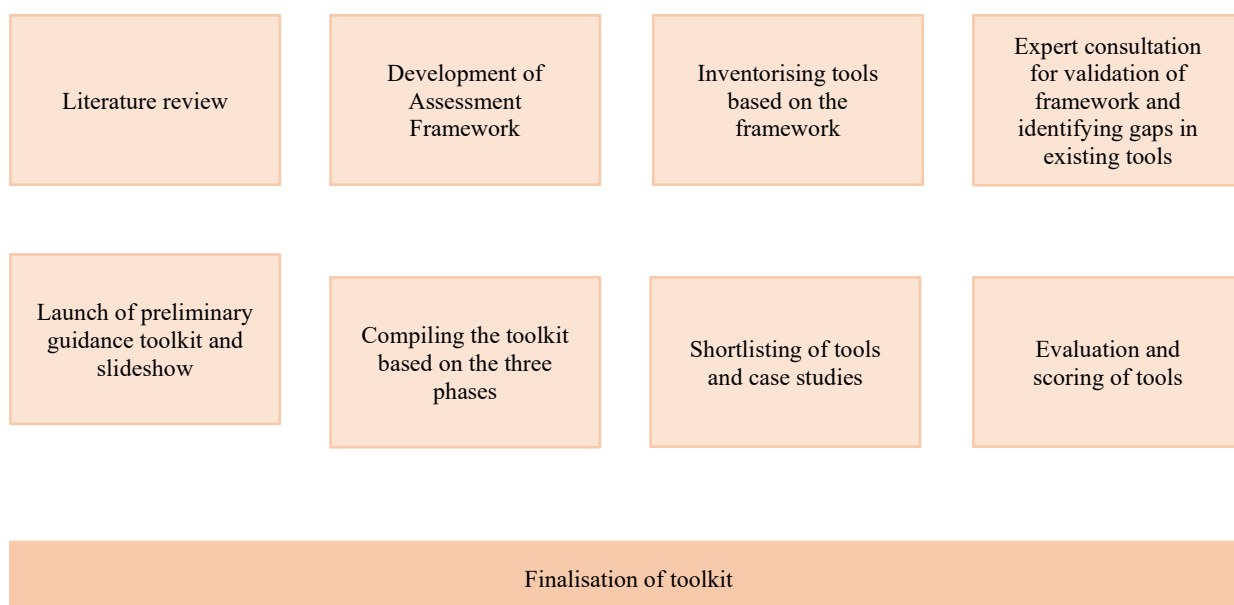 Literature review
Development of
Assessment
Framework
Inventorising tools
based on the
framework
Expert consultation
for validation of
framework and
identifying gaps in
existing tools
Launch of preliminary
guidance toolkit and
slideshow
Compiling the toolkit
based on the three
phases
Shortlisting of tools
and case studies
Evaluation and
scoring of tools
Finalisation of toolkit